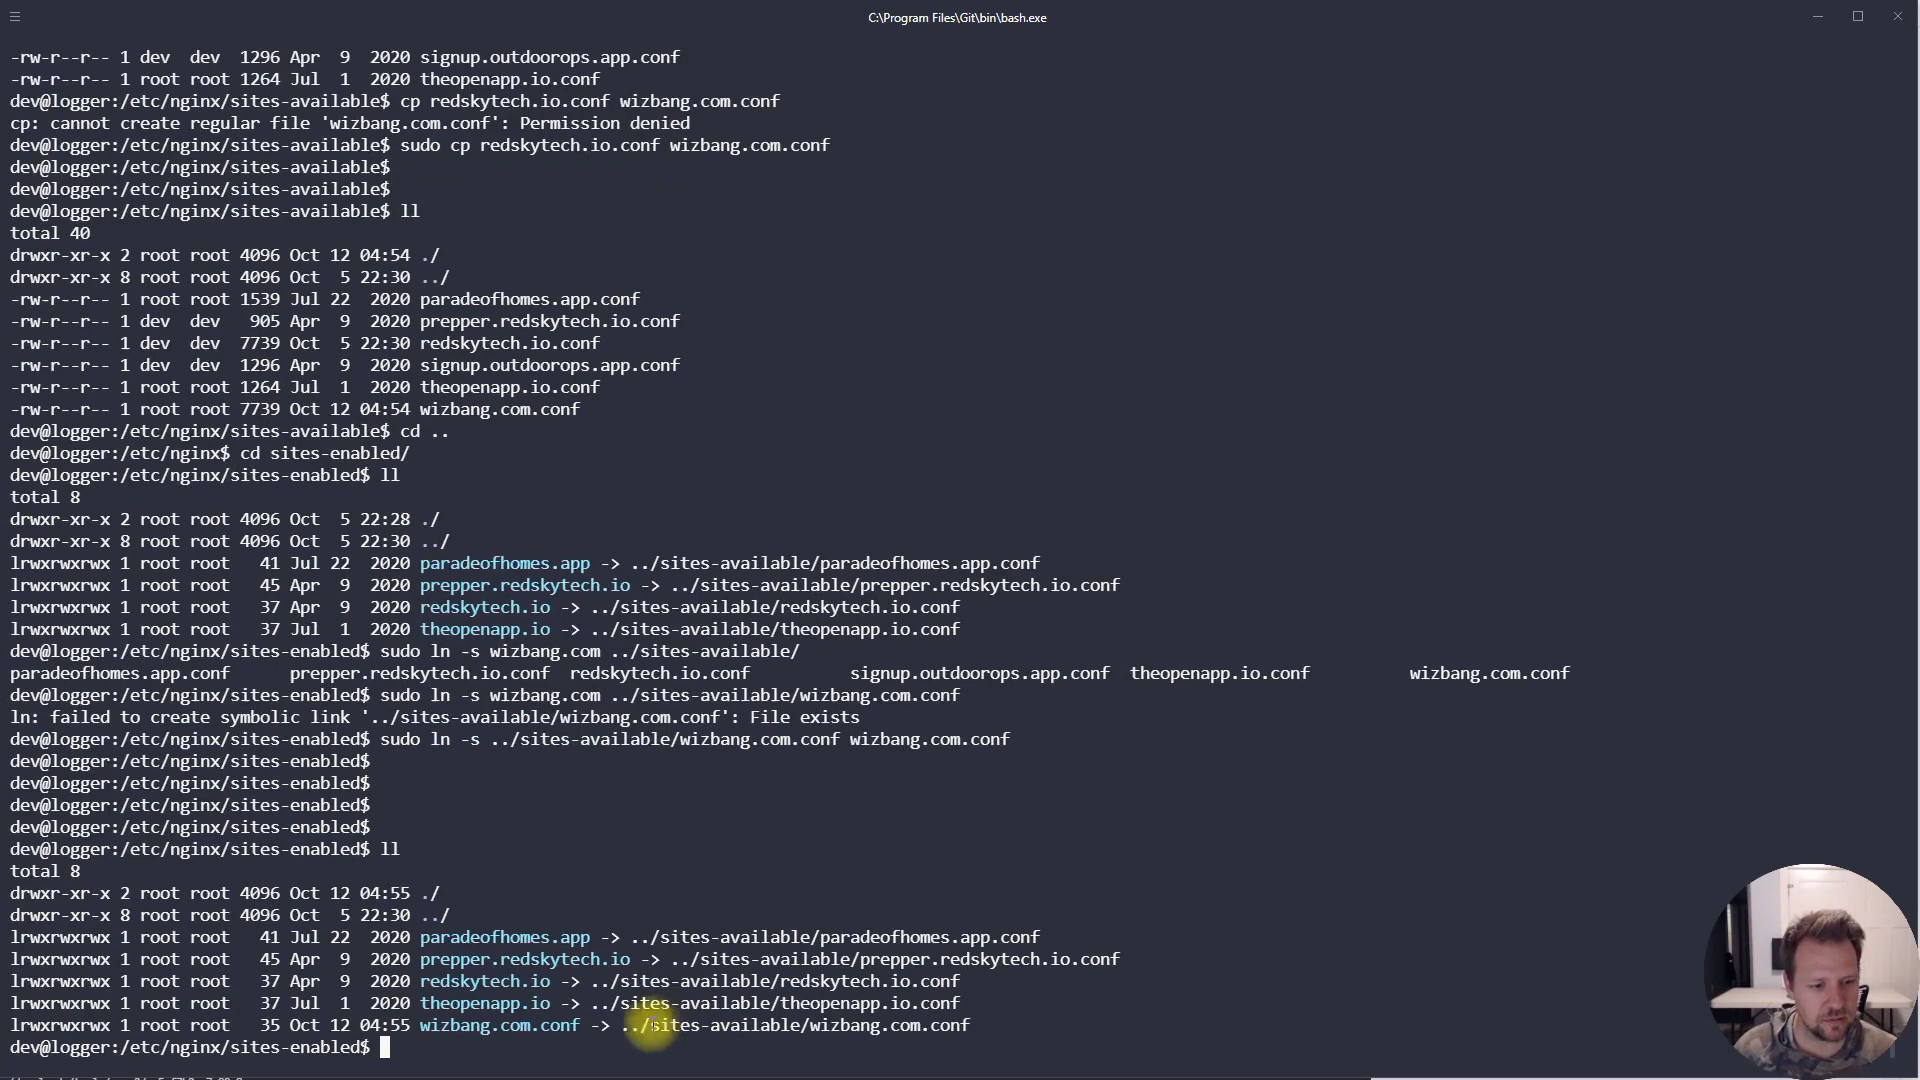 C:\Program Files\Git\bin\bash.exe
-rw-r--r-- 1 dev  dev  1296 Apr  9  2020 signup.outdoorops.app.conf
-rw-r--r-- 1 root root 1264 Jul  1  2020 theopenapp.io.conf
dev@logger:/etc/nginx/sites-available$ cp redskytech.io.conf wizbang.com.conf
cp: cannot create regular file 'wizbang.com.conf': Permission denied
dev@logger:/etc/nginx/sites-available$ sudo cp redskytech.io.conf wizbang.com.conf
dev@logger:/etc/nginx/sites-available$
dev@logger:/etc/nginx/sites-available$
dev@logger:/etc/nginx/sites-available$ ll
total 40
drwxr-xr-x 2 root root 4096 Oct 12 04:54 ./
drwxr-xr-x 8 root root 4096 Oct  5 22:30 ../
-rw-r--r-- 1 root root 1539 Jul 22  2020 paradeofhomes.app.conf
-rw-r--r-- 1 dev  dev   905 Apr  9  2020 prepper.redskytech.io.conf
-rw-r--r-- 1 dev  dev  7739 Oct  5 22:30 redskytech.io.conf
-rw-r--r-- 1 dev  dev  1296 Apr  9  2020 signup.outdoorops.app.conf
-rw-r--r-- 1 root root 1264 Jul  1  2020 theopenapp.io.conf
-rw-r--r-- 1 root root 7739 Oct 12 04:54 wizbang.com.conf
dev@logger:/etc/nginx/sites-available$ cd ..
dev@logger:/etc/nginx$ cd sites-enabled/
dev@logger:/etc/nginx/sites-enabled$ ll
total 8
drwxr-xr-x 2 root root 4096 Oct  5 22:28 ./
drwxr-xr-x 8 root root 4096 Oct  5 22:30 ../
lrwxrwxrwx 1 root root   41 Jul 22  2020 paradeofhomes.app -> ../sites-available/paradeofhomes.app.conf
lrwxrwxrwx 1 root root   45 Apr  9  2020 prepper.redskytech.io -> ../sites-available/prepper.redskytech.io.conf
lrwxrwxrwx 1 root root   37 Apr  9  2020 redskytech.io -> ../sites-available/redskytech.io.conf
lrwxrwxrwx 1 root root   37 Jul  1  2020 theopenapp.io -> ../sites-available/theopenapp.io.conf
dev@logger:/etc/nginx/sites-enabled$ sudo ln -s wizbang.com ../sites-available/
paradeofhomes.app.conf      prepper.redskytech.io.conf  redskytech.io.conf          signup.outdoorops.app.conf  theopenapp.io.conf          wizbang.com.conf
dev@logger:/etc/nginx/sites-enabled$ sudo ln -s wizbang.com ../sites-available/wizbang.com.conf
ln: failed to create symbolic link '../sites-available/wizbang.com.conf': File exists
dev@logger:/etc/nginx/sites-enabled$ sudo ln -s ../sites-available/wizbang.com.conf wizbang.com.conf
dev@logger:/etc/nginx/sites-enabled$
dev@logger:/etc/nginx/sites-enabled$
dev@logger:/etc/nginx/sites-enabled$
dev@logger:/etc/nginx/sites-enabled$
dev@logger:/etc/nginx/sites-enabled$ ll
total 8
drwxr-xr-x 2 root root 4096 Oct 12 04:55 ./
drwxr-xr-x 8 root root 4096 Oct  5 22:30 ../
lrwxrwxrwx 1 root root   41 Jul 22  2020 paradeofhomes.app -> ../sites-available/paradeofhomes.app.conf
lrwxrwxrwx 1 root root   45 Apr  9  2020 prepper.redskytech.io -> ../sites-available/prepper.redskytech.io.conf
lrwxrwxrwx 1 root root   37 Apr  9  2020 redskytech.io -> ../sites-available/redskytech.io.conf
lrwxrwxrwx 1 root root   37 Jul  1  2020 theopenapp.io -> ../sites-available/theopenapp.io.conf
lrwxrwxrwx 1 root root   35 Oct 12 04:55 wizbang.com.conf -> ../sites-available/wizbang.com.conf
dev@logger:/etc/nginx/sites-enabled$